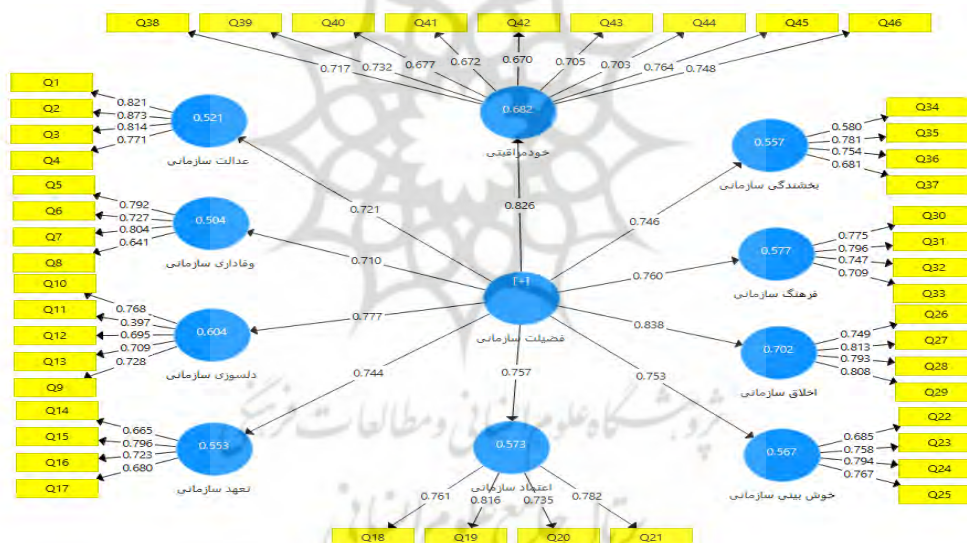 Q38 Q39 Q40 Q41 Q42 Q43 Q44 Q45 Q46
0.717 0.732 0.677 0.672 0.670 0.705 0.703 0.764 0.748
0.682
خودمراقبتی
0.826
Q1
Q2
Q3
Q4
0.821
0.873
0.814
0.771
0.521
عدالت سازمانی
0.721
Q5
Q6
Q7
Q8
0.792
0.727
0.804
0.641
0.504
وفاداری سازمانی
0.710
Q10
Q11
Q12
Q13
Q9
0.768
0.397
0.695
0.709
0.728
0.604
دلسوزی سازمانی
0.777
Q14
Q15
Q16
Q17
0.665
0.796
0.723
0.680
0.553
تعهد سازمانی
0.744
[+]
فضیلت سازمانی
0.757
0.573
اعتماد سازمانی
0.761 0.816 0.735 0.782
Q18 Q19 Q20 Q21
Q34
Q35
Q36
Q37
0.580
0.781
0.754
0.681
0.557
بخشندگی سازمانی
0.746
Q30
Q31
Q32
Q33
0.775
0.796
0.747
0.709
0.577
فرهنگ سازمانی
0.760
Q26
Q27
Q28
Q29
0.749
0.813
0.793
0.808
0.702
اخلاق سازمانی
0.838
Q22
Q23
Q24
Q25
0.685
0.758
0.794
0.767
0.567
خوش بینی سازمانی
0.753
پژوهشگاه علوم انسانی و مطالعات فرهنگی
پرتال جامع علوم انسانی